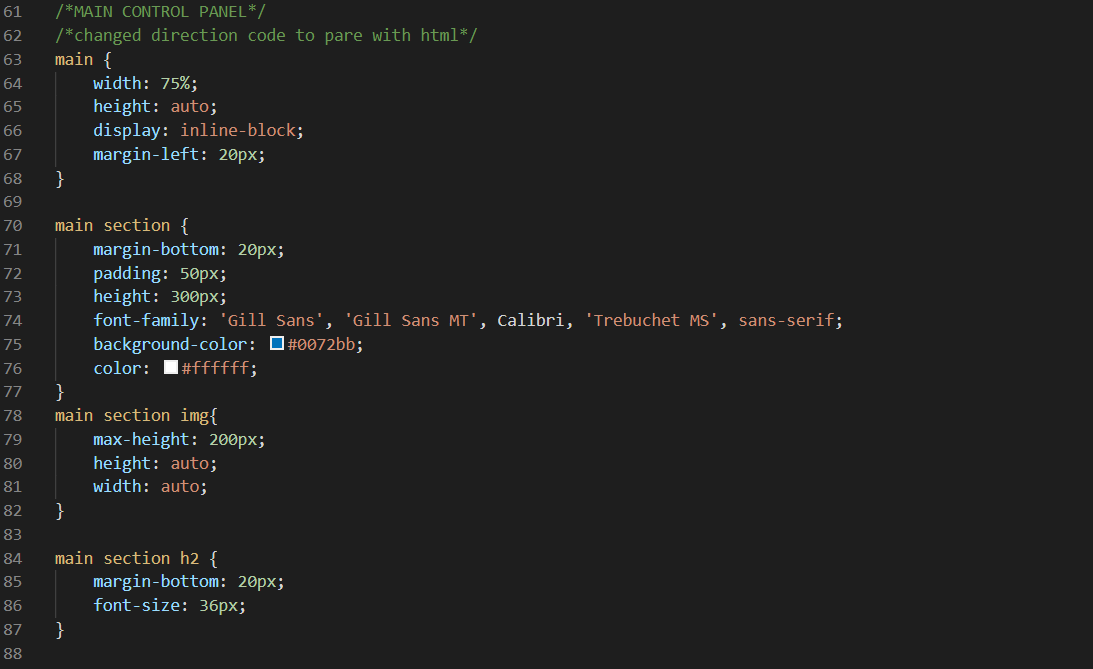 61 /*MAIN CONTROL PANEL*/
62 /*changed direction code to pare with html*/
63 main {
64     width: 75%;
65     height: auto;
66     display: inline-block;
67     margin-left: 20px;
68 }
69
70 main section {
71     margin-bottom: 20px;
72     padding: 50px;
73     height: 300px;
74     font-family: 'Gill Sans', 'Gill Sans MT', Calibri, 'Trebuchet MS', sans-serif;
75     background-color: #0072bb;
76     color: #ffffff;
77 }
78 main section img{
79     max-height: 200px;
80     height: auto;
81     width: auto;
82 }
83
84 main section h2 {
85     margin-bottom: 20px;
86     font-size: 36px;
87 }
88